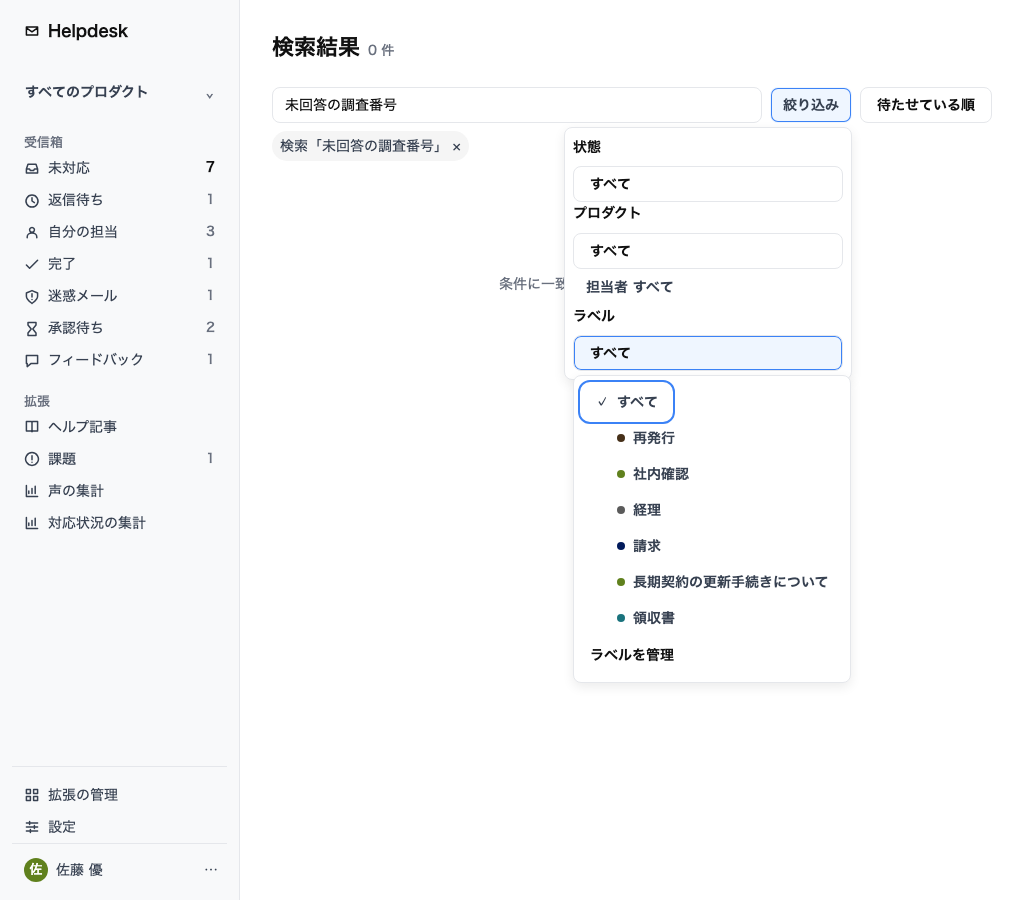 Helpdesk
すべてのプロダクト
受信箱
未対応 7
返信待ち 1
自分の担当 3
完了 1
迷惑メール 1
承認待ち 2
フィードバック 1
拡張
ヘルプ記事
課題 1
声の集計
対応状況の集計
拡張の管理
設定
佐 佐藤 優 …
検索結果 0 件
未回答の調査番号 絞り込み 待たせている順
検索「未回答の調査番号」 ×
条件に一致
状態
すべて
プロダクト
すべて
担当者 すべて
ラベル
すべて
✓ すべて
再発行
社内確認
経理
請求
長期契約の更新手続きについて
領収書
ラベルを管理